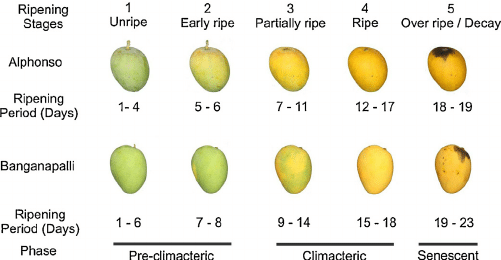 Ripening Stages
1 Unripe
2 Early ripe
3 Partially ripe
4 Ripe
5 Over ripe / Decay
Alphonso
Ripening Period (Days)
1- 4
5 - 6
7 - 11
12 - 17
18 - 19
Banganapalli
Ripening Period (Days)
1 - 6
7 - 8
9 - 14
15 - 18
19 - 23
Phase
Pre-climacteric
Climacteric
Senescent